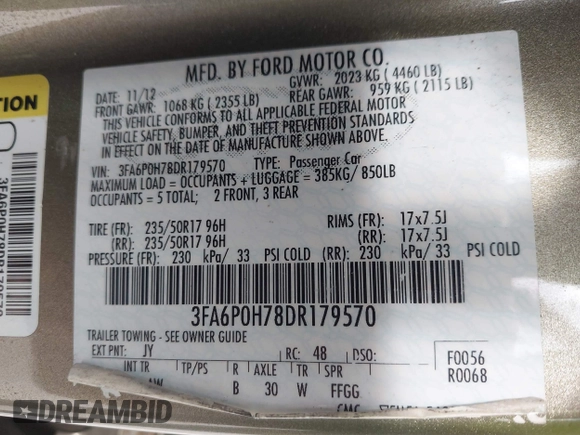 MFD. BY FORD MOTOR CO.
DATE: 11/12 GVWR: 2023 KG ( 4460 LB)
FRONT GAWR: 1068 KG ( 2355 LB) REAR GAWR: 959 KG ( 2115 LB)
THIS VEHICLE CONFORMS TO ALL APPLICABLE FEDERAL MOTOR
VEHICLE SAFETY, BUMPER, AND THEFT PREVENTION STANDARDS
IN EFFECT ON THE DATE OF MANUFACTURE SHOWN ABOVE.
VIN: 3FA6P0H78DR179570 TYPE: Passenger Car
MAXIMUM LOAD = OCCUPANTS + LUGGAGE = 385KG/ 850LB
OCCUPANTS = 5 TOTAL; 2 FRONT, 3 REAR
TIRE (FR): 235/50R17 96H RIMS (FR): 17x7.5J
(RR): 235/50R17 96H (RR): 17x7.5J
PRESSURE (FR): 230 kPa/ 33 PSI COLD (RR): 230 kPa/ 33 PSI COLD
3FA6P0H78DR179570
TRAILER TOWING - SEE OWNER GUIDE
EXT PNT: JY RC: 48 DSO: F0056
INT TR TP/PS R AXLE TR SPR R0068
B 30 W FFGG
TION
3FA6P0H78DR179570
DREAMBID